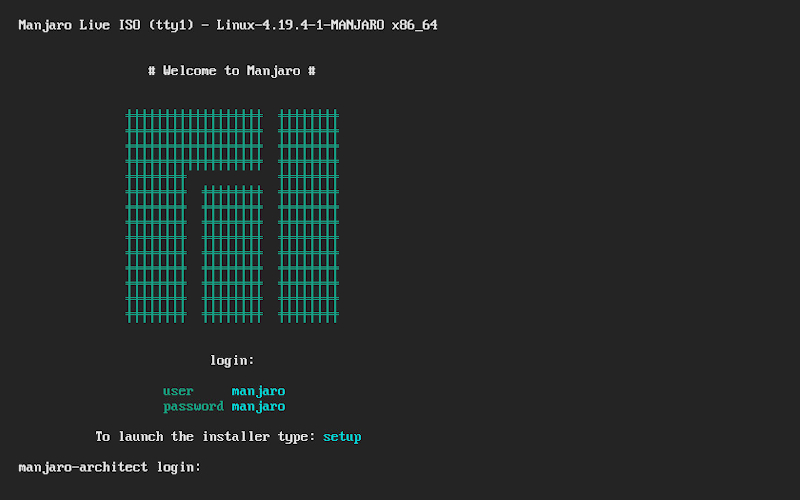 Manjaro Live ISO (tty1) - Linux-4.19.4-1-MANJARO x86_64
# Welcome to Manjaro #
login:
user manjaro
password manjaro
To launch the installer type: setup
manjaro-architect login: